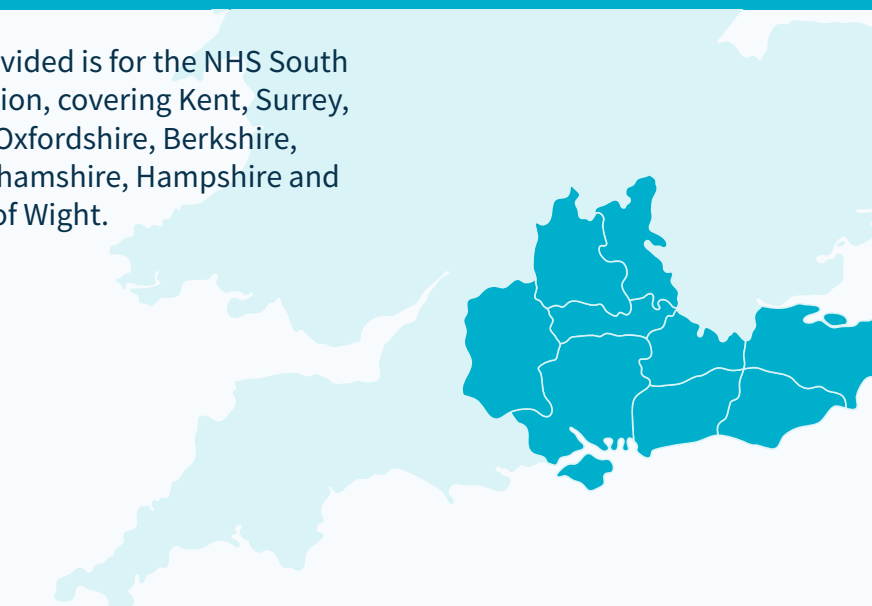 vided is for the NHS South
ion, covering Kent, Surrey,
Oxfordshire, Berkshire,
hamshire, Hampshire and
of Wight.